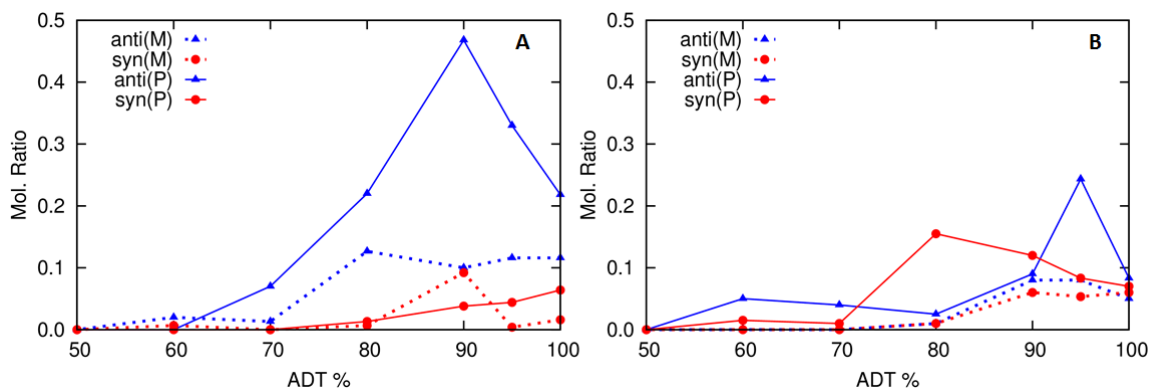 A
anti(M)
syn(M)
anti(P)
syn(P)
0.5
0.4
0.3
0.2
0.1
0.0
Mol. Ratio
50 60 70 80 90 100
ADT %
B
anti(M)
syn(M)
anti(P)
syn(P)
0.5
0.4
0.3
0.2
0.1
0.0
Mol. Ratio
50 60 70 80 90 100
ADT %